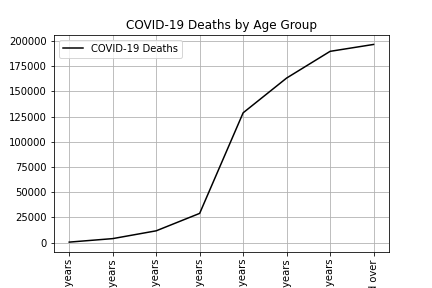 COVID-19 Deaths by Age Group
COVID-19 Deaths
200000
175000
150000
125000
100000
75000
50000
25000
0
years
years
years
years
years
years
years
over